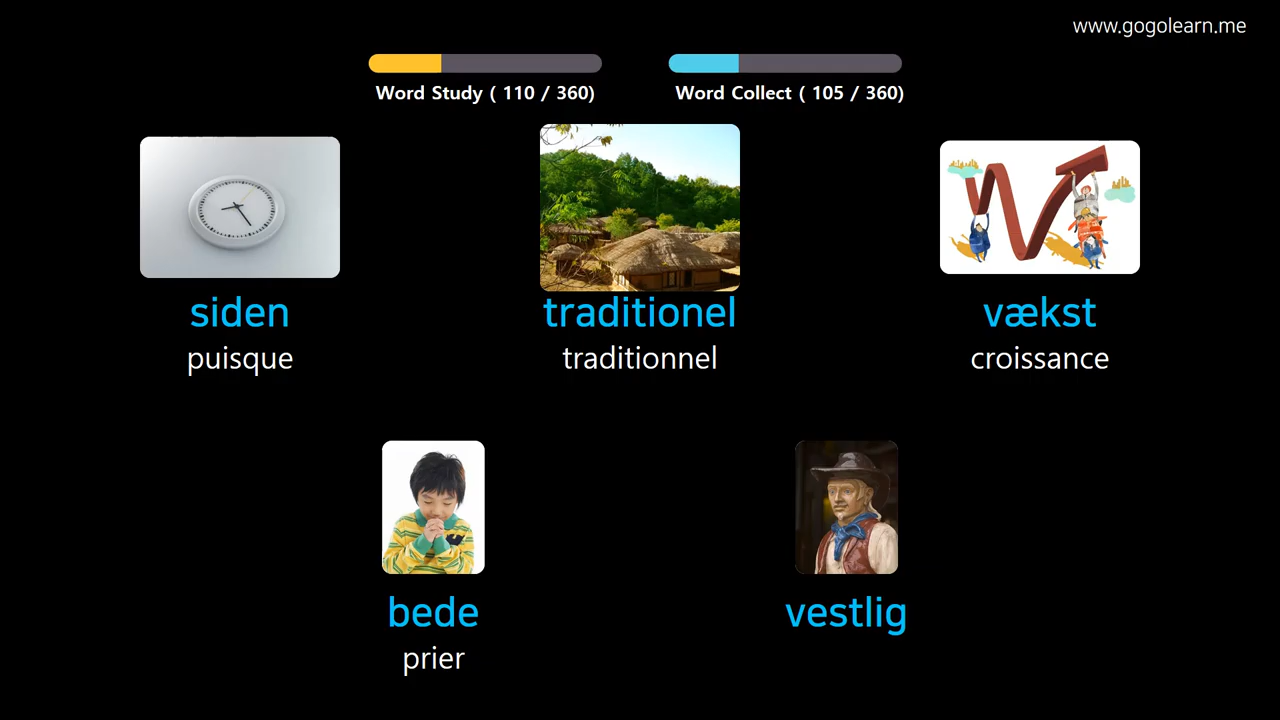 www.gogolearn.me
Word Study ( 110 / 360)
Word Collect ( 105 / 360)
siden
puisque
traditionel
traditionnel
vækst
croissance
bede
prier
vestlig